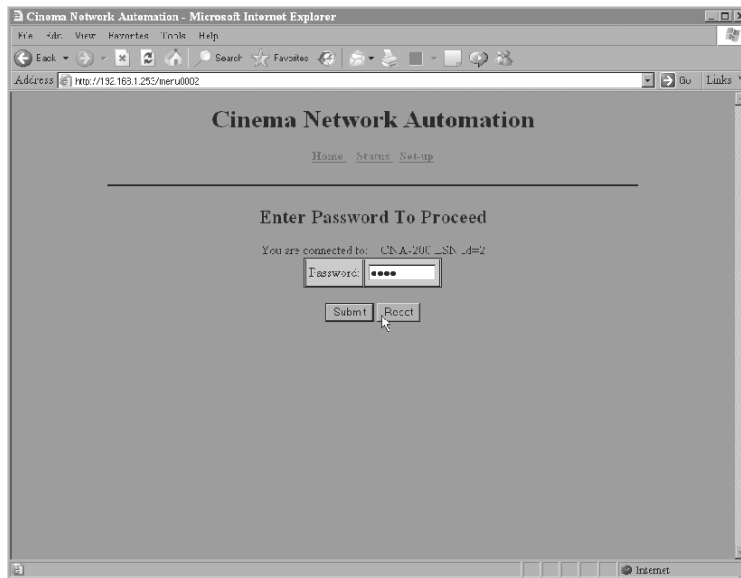 Cinema Network Automation - Microsoft Internet Explorer
File Edit View Favorites Tools Help
Back Search Favorites
Address http://192.168.1.253/menu0002 Go Links
Cinema Network Automation
Home Status Set-up
Enter Password To Proceed
You are connected to: CNA-200
Password: ●●●●
Submit Reset
Internet